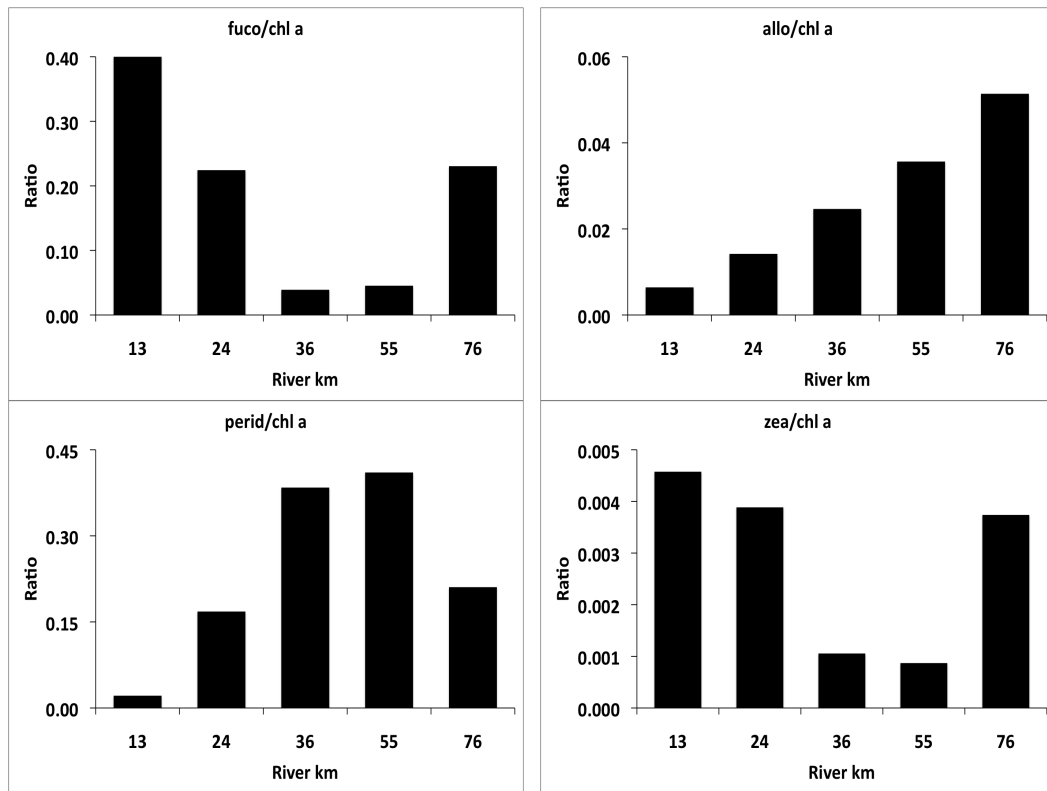 fuco/chl a
0.40
0.30
0.20
0.10
0.00
Ratio
13 24 36 55 76
River km
allo/chl a
0.06
0.04
0.02
0.00
Ratio
13 24 36 55 76
River km
perid/chl a
0.45
0.30
0.15
0.00
Ratio
13 24 36 55 76
River km
zea/chl a
0.005
0.004
0.003
0.002
0.001
0.000
Ratio
13 24 36 55 76
River km